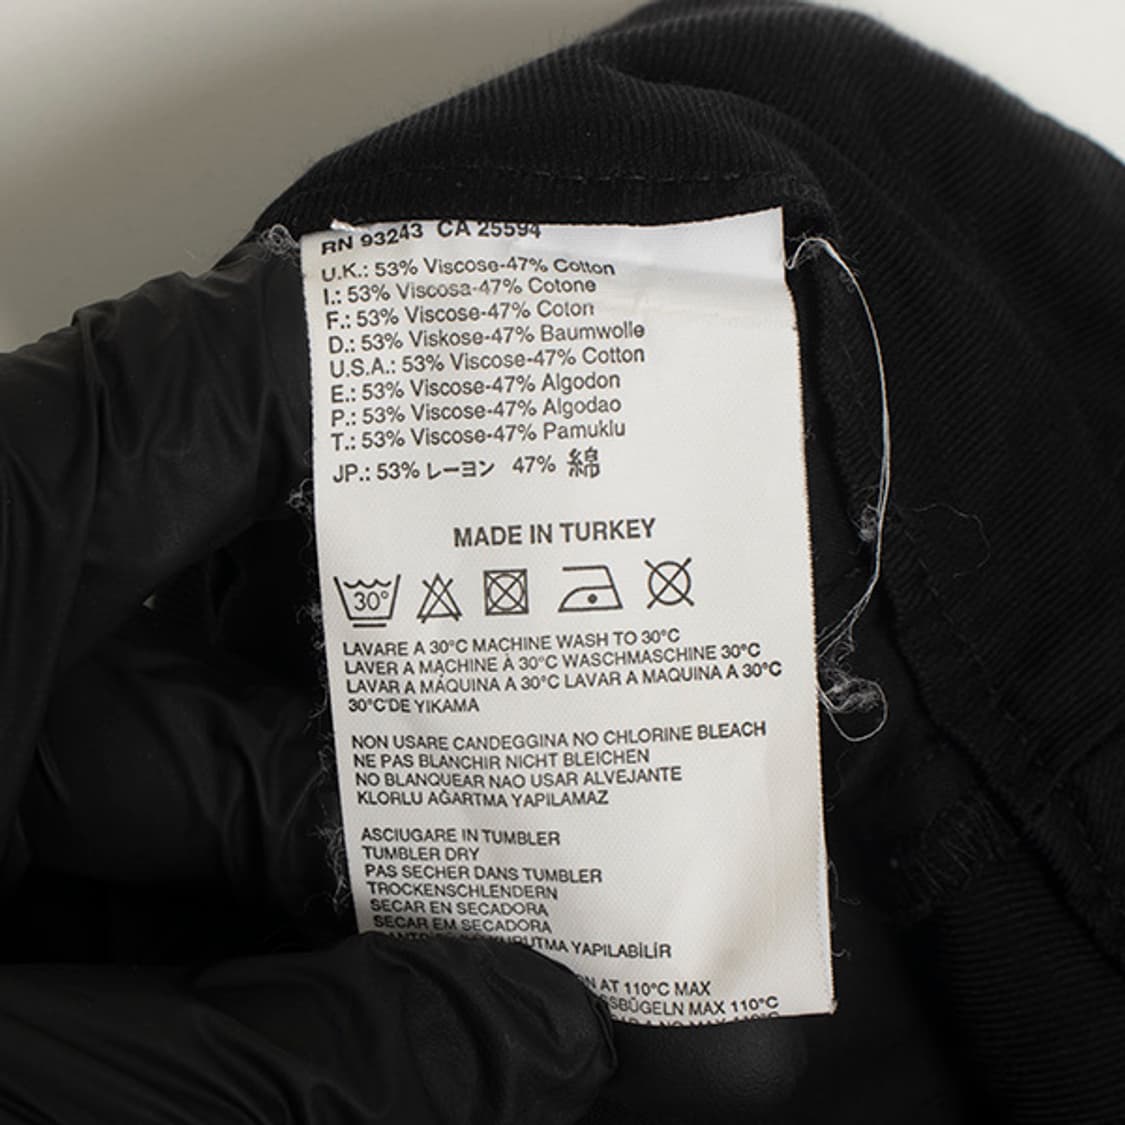 RN 93243 CA 25594
U.K.: 53% Viscose-47% Cotton
I.: 53% Viscosa-47% Cotone
F.: 53% Viscose-47% Coton
D.: 53% Viskose-47% Baumwolle
U.S.A.: 53% Viscose-47% Cotton
E.: 53% Viscose-47% Algodon
P.: 53% Viscose-47% Algodao
T.: 53% Viscose-47% Pamuklu
JP.: 53% レーヨン 47% 綿
MADE IN TURKEY
30°
LAVARE A 30°C MACHINE WASH TO 30°C
LAVER A MACHINE À 30°C WASCHMASCHINE 30°C
LAVAR A MÁQUINA A 30°C LAVAR A MAQUINA A 30°C
30°C'DE YIKAMA
NON USARE CANDEGGINA NO CHLORINE BLEACH
NE PAS BLANCHIR NICHT BLEICHEN
NO BLANQUEAR NAO USAR ALVEJANTE
KLORLU AĞARTMA YAPILAMAZ
ASCIUGARE IN TUMBLER
TUMBLER DRY
PAS SECHER DANS TUMBLER
TROCKENSCHLENDERN
SECAR EN SECADORA
SECAR EM SECADORA
YAPILABİLİR
AT 110°C MAX
MAX 110°C